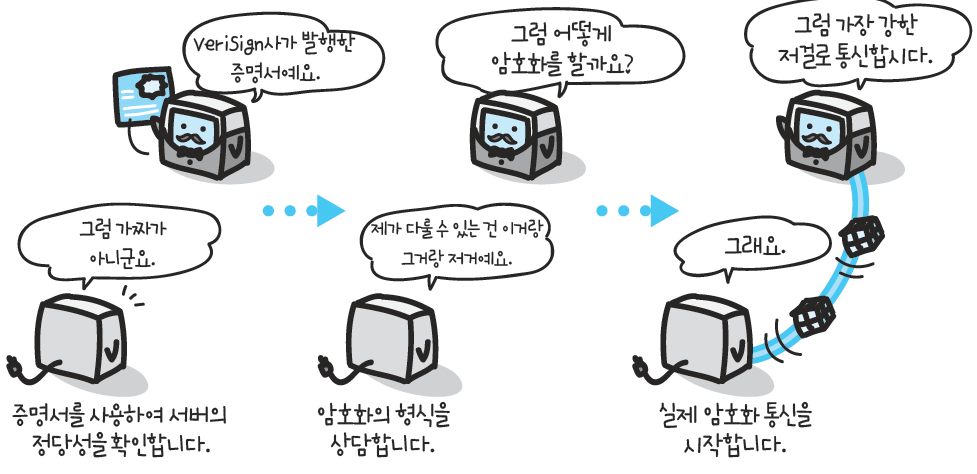 VeriSign사가 발행한
증명서예요.
그럼 가짜가
아니군요.
증명서를 사용하여 서버의
정당성을 확인합니다.
그럼 어떻게
암호화를 할까요?
제가 다룰 수 있는 건 이거랑
그거랑 저거예요.
암호화의 형식을
상담합니다.
그럼 가장 강한
저걸로 통신합시다.
그래요.
실제 암호화 통신을
시작합니다.